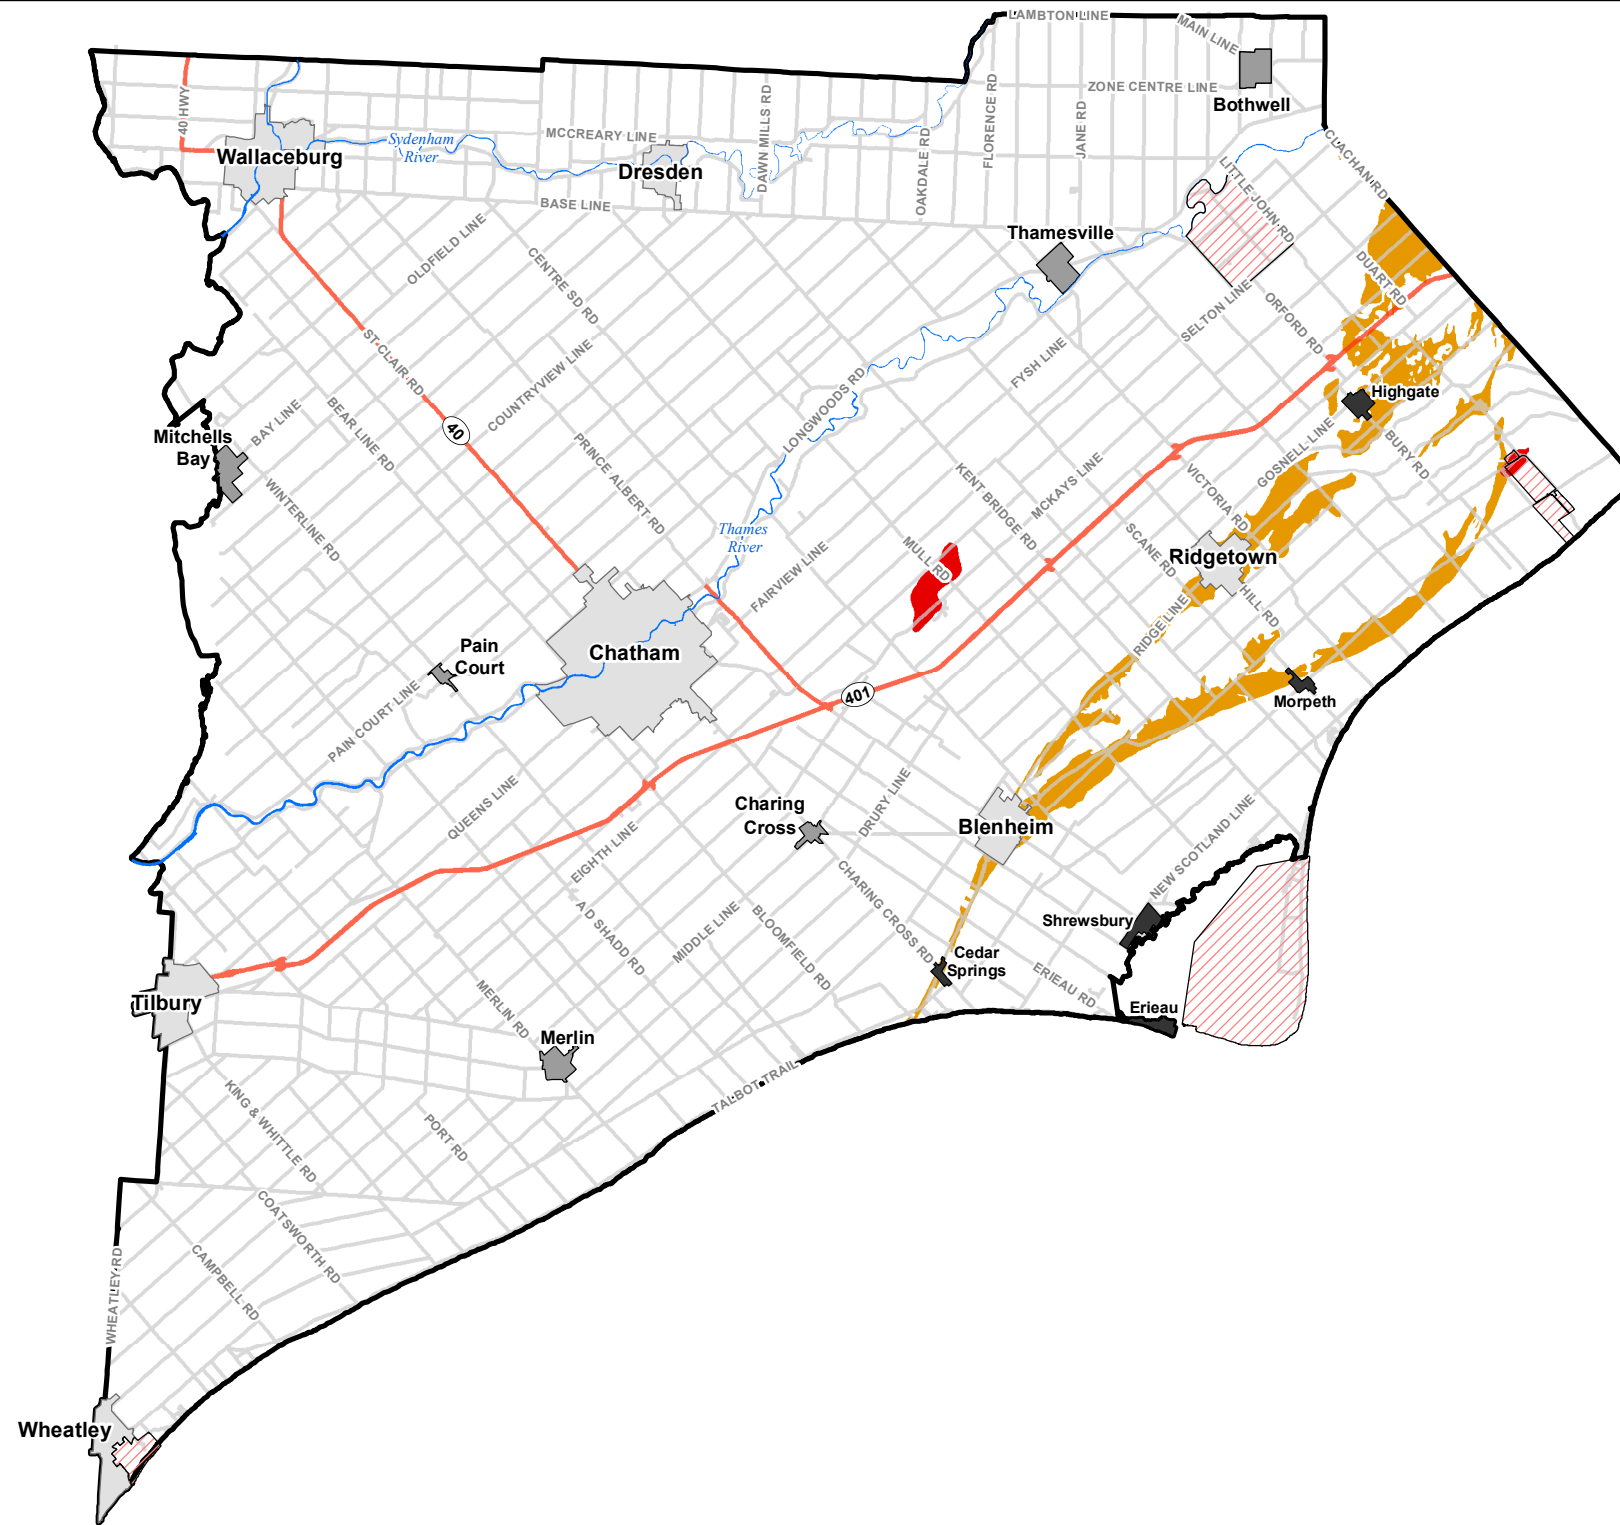 LAMBTON LINE
MAIN LINE
ZONE CENTRE LINE
Bothwell
40 HWY
Wallaceburg
Sydenham
River
MCCREARY LINE
Dresden
DAWN MILLS RD
BASE LINE
OAKDALE RD
FLORENCE RD
JANE RD
CLACHAN RD
LITTLE JOHN RD
Thamesville
OLDFIELD LINE
CENTRE SD RD
SELTON LINE
ORFORD RD
DUART RD
ST CLAIR RD
COUNTRYVIEW LINE
FYSH LINE
Highgate
40
BAY LINE
BEAR LINE RD
Mitchells
Bay
LONGWOODS RD
PRINCE ALBERT RD
WINTERLINE RD
KENT BRIDGE RD
MCKAYS LINE
VICTORIA RD
GOSNELL LINE
BURY RD
Thames
River
FAIRVIEW LINE
MULL RD
SCANE RD
Ridgetown
HILL RD
RIDGE LINE
Pain
Court
Chatham
401
Morpeth
PAIN COURT LINE
QUEENS LINE
Charing
Cross
DRURY LINE
Blenheim
EIGHTH LINE
NEW SCOTLAND LINE
CHARING CROSS RD
A D SHADD RD
MIDDLE LINE
BLOOMFIELD RD
Shrewsbury
Cedar
Springs
ERIEAU RD
Erieau
Tilbury
MERLIN RD
Merlin
TALBOT TRAIL
KING & WHITTLE RD
PORT RD
COATSWORTH RD
CAMPBELL RD
WHEATLEY RD
Wheatley